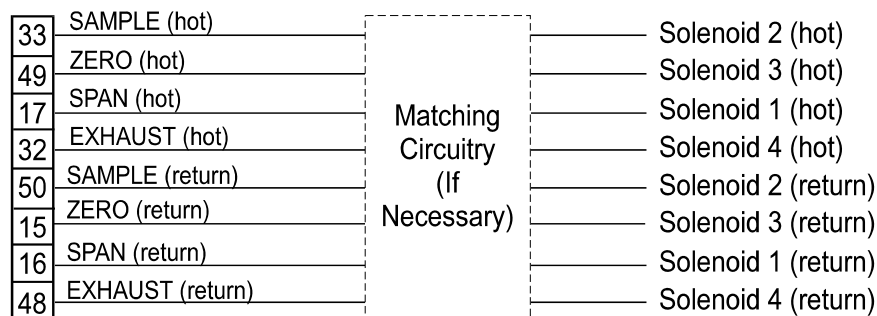 33 SAMPLE (hot) Solenoid 2 (hot)
49 ZERO (hot) Solenoid 3 (hot)
17 SPAN (hot) Solenoid 1 (hot)
32 EXHAUST (hot) Solenoid 4 (hot)
50 SAMPLE (return) Solenoid 2 (return)
15 ZERO (return) Solenoid 3 (return)
16 SPAN (return) Solenoid 1 (return)
48 EXHAUST (return) Solenoid 4 (return)
Matching
Circuitry
(If
Necessary)